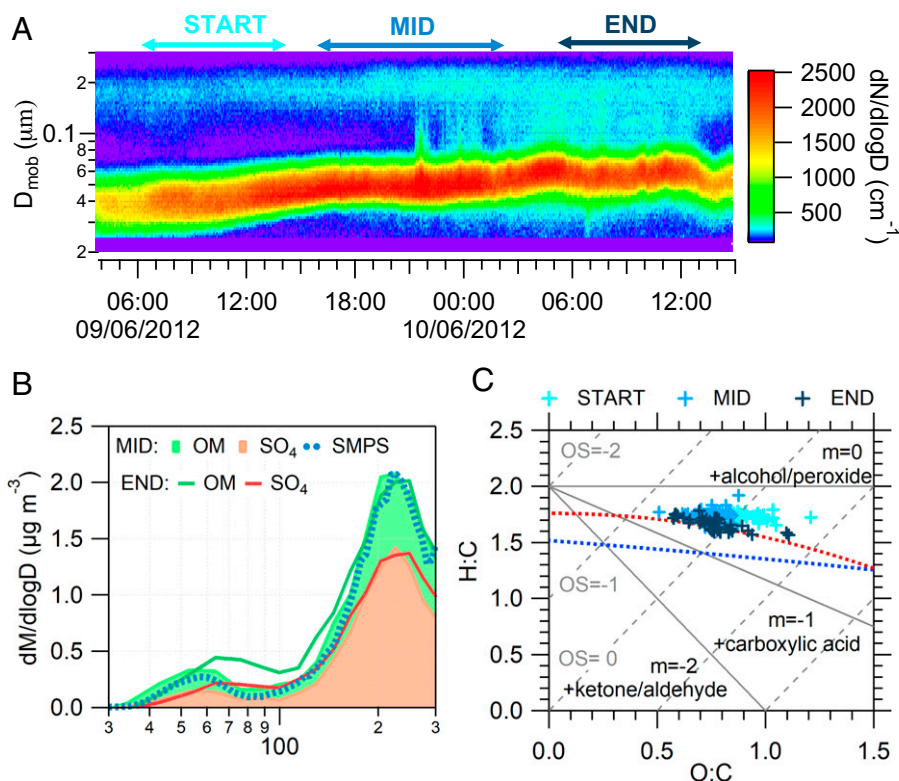 A
START MID END
D_mob (μm)
2
0.1
8
6
4
2
06:00 12:00 18:00 00:00 06:00 12:00
09/06/2012 10/06/2012
2500
2000
1500
1000
500
dN/dlogD (cm⁻¹)
B
MID: OM SO₄ SMPS
END: OM SO₄
dM/dlogD (μg m⁻³)
2.5
2.0
1.5
1.0
0.5
0.0
3 4 5 6 7 8 9 100 2 3
C
START MID END
H:C
2.5
2.0
1.5
1.0
0.5
0.0
OS=-2
m=0
+alcohol/peroxide
OS=-1
m=-1
+carboxylic acid
OS= 0
m=-2
+ketone/aldehyde
0.0 0.5 1.0 1.5
O:C